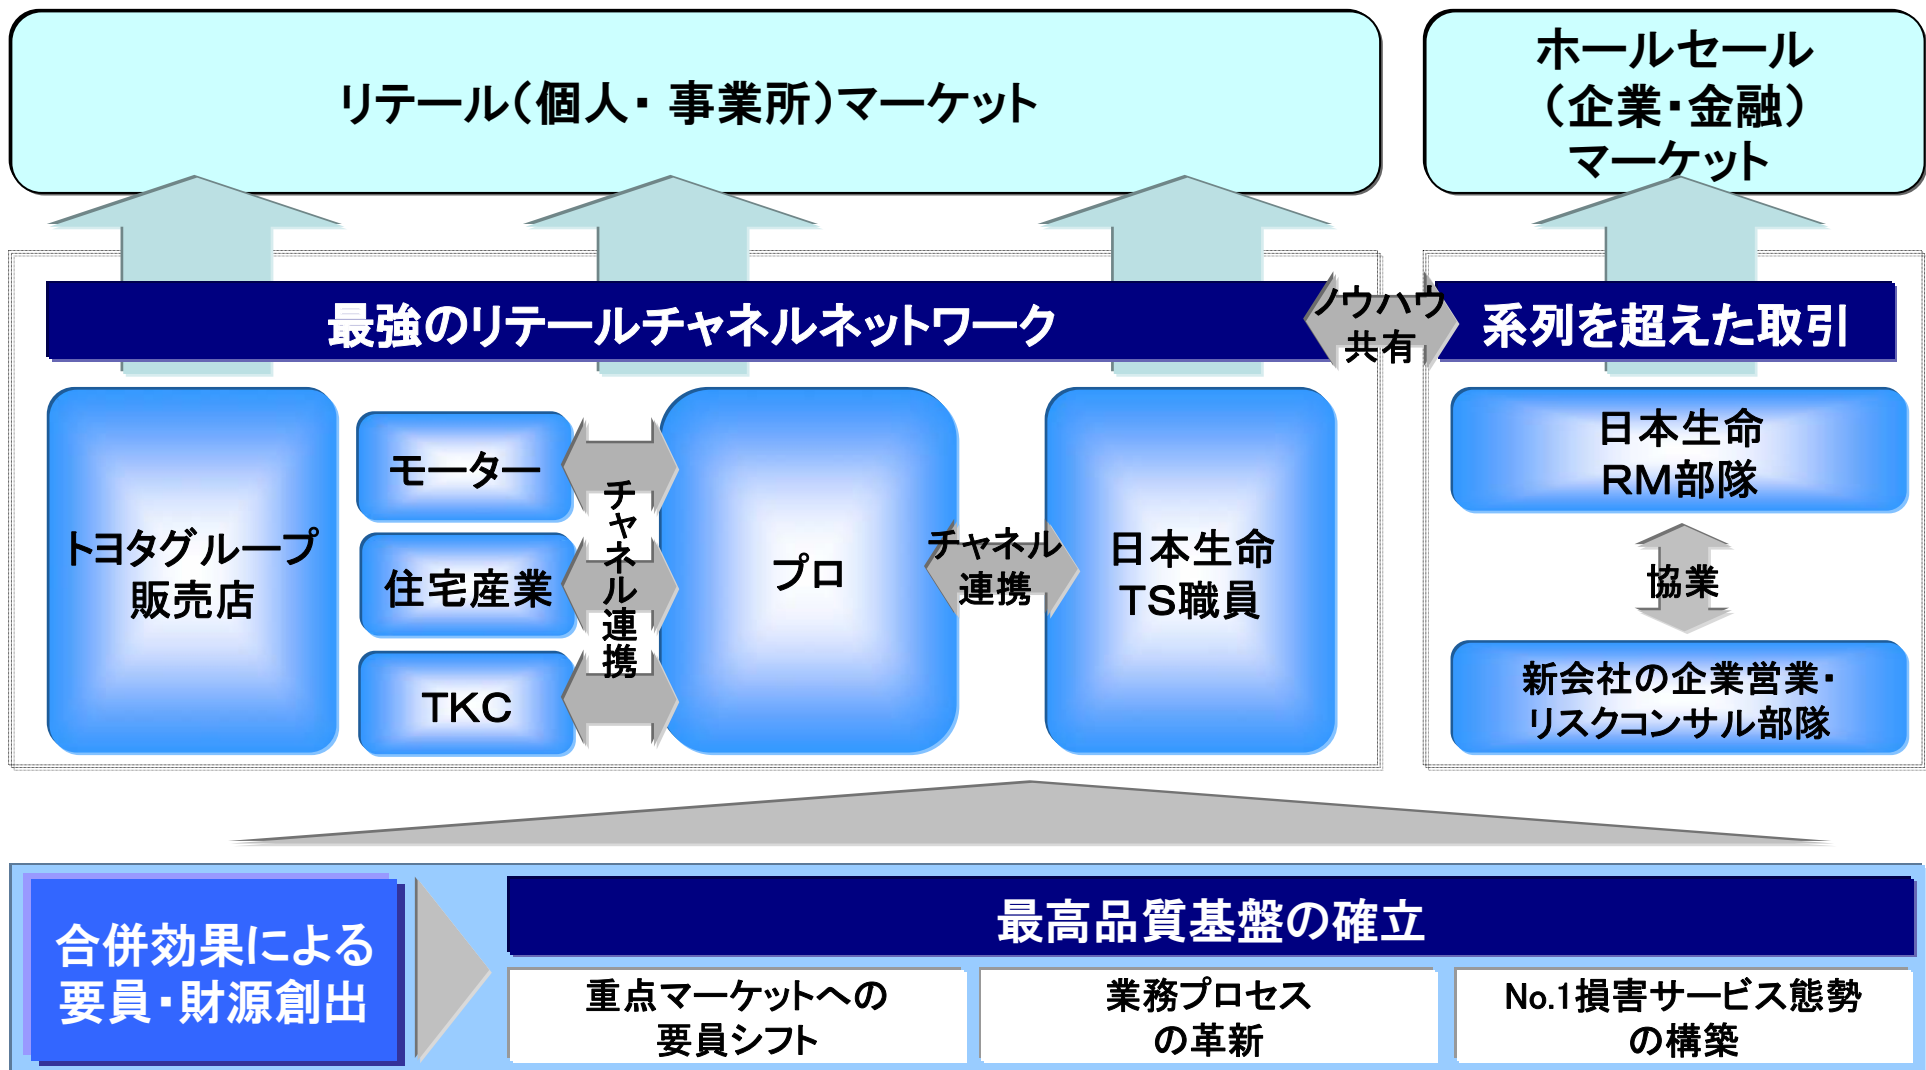 リテール（個人・事業所）マーケット
ホールセール
（企業・金融）
マーケット
最強のリテールチャネルネットワーク
ノウハウ
共有
系列を超えた取引
トヨタグループ
販売店
モーター
住宅産業
TKC
チャネル連携
プロ
チャネル
連携
日本生命
TS職員
日本生命
RM部隊
協業
新会社の企業営業・
リスクコンサル部隊
合併効果による
要員・財源創出
最高品質基盤の確立
重点マーケットへの
要員シフト
業務プロセス
の革新
No.1損害サービス態勢
の構築